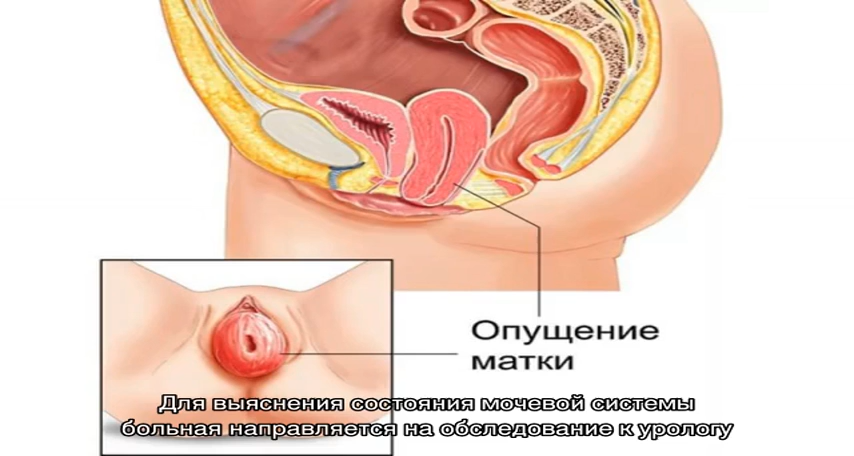 Опущение
матки
Для выяснения состояния мочевой системы
больная направляется на обследование к урологу